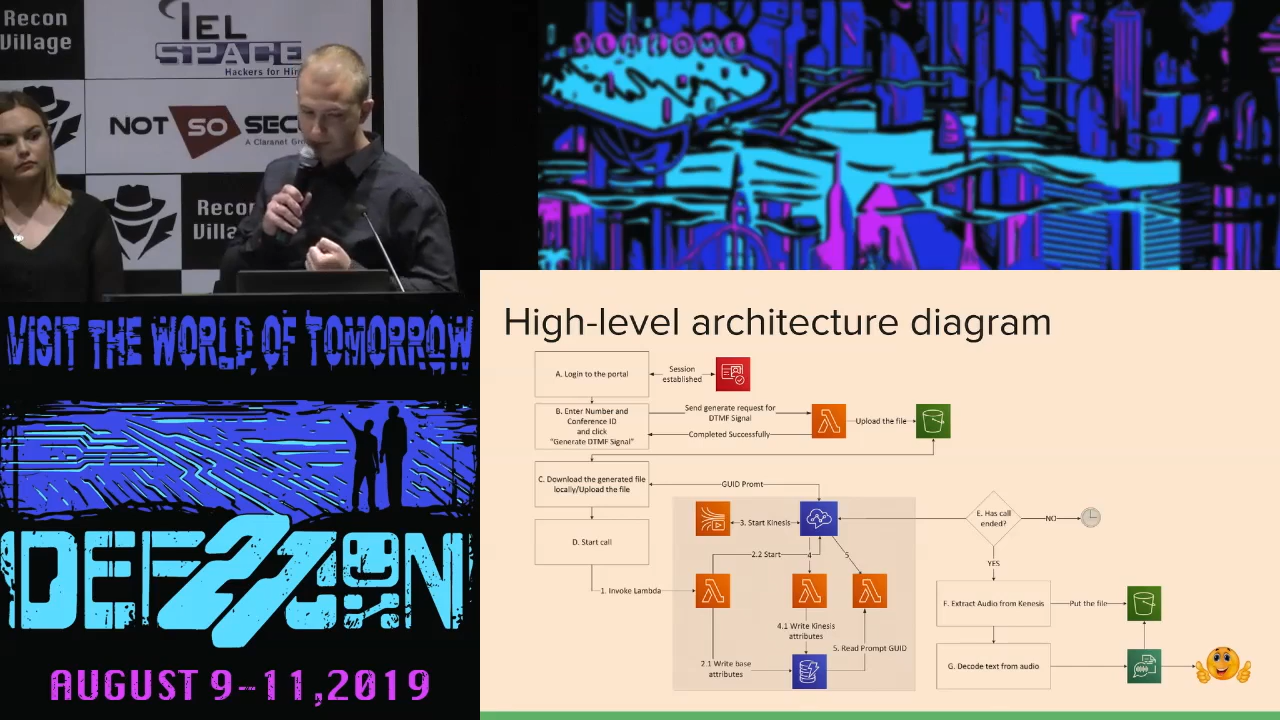 Recon
Village
TEL
SPACE
Hackers for Hir
NOT SO SEC
A Claranet Gro
Recon
Villa
WELCOME
VISIT THE WORLD OF TOMORROW
DEFCON
AUGUST 9-11,2019
High-level architecture diagram
A. Login to the portal
Session
established
B. Enter Number and
Conference ID
and click
"Generate DTMF Signal"
Send generate request for
DTMF Signal
Completed Successfully
Upload the file
C. Download the generated file
locally/Upload the file
GUID Promt
D. Start call
3. Start Kinesis
2.2 Start
4
5
1. Invoke Lambda
4.1 Write Kinesis
attributes
5. Read Prompt GUID
2.1 Write base
attributes
E. Has call
ended?
NO
YES
F. Extract Audio from Kenesis
Put the file
G. Decode text from audio